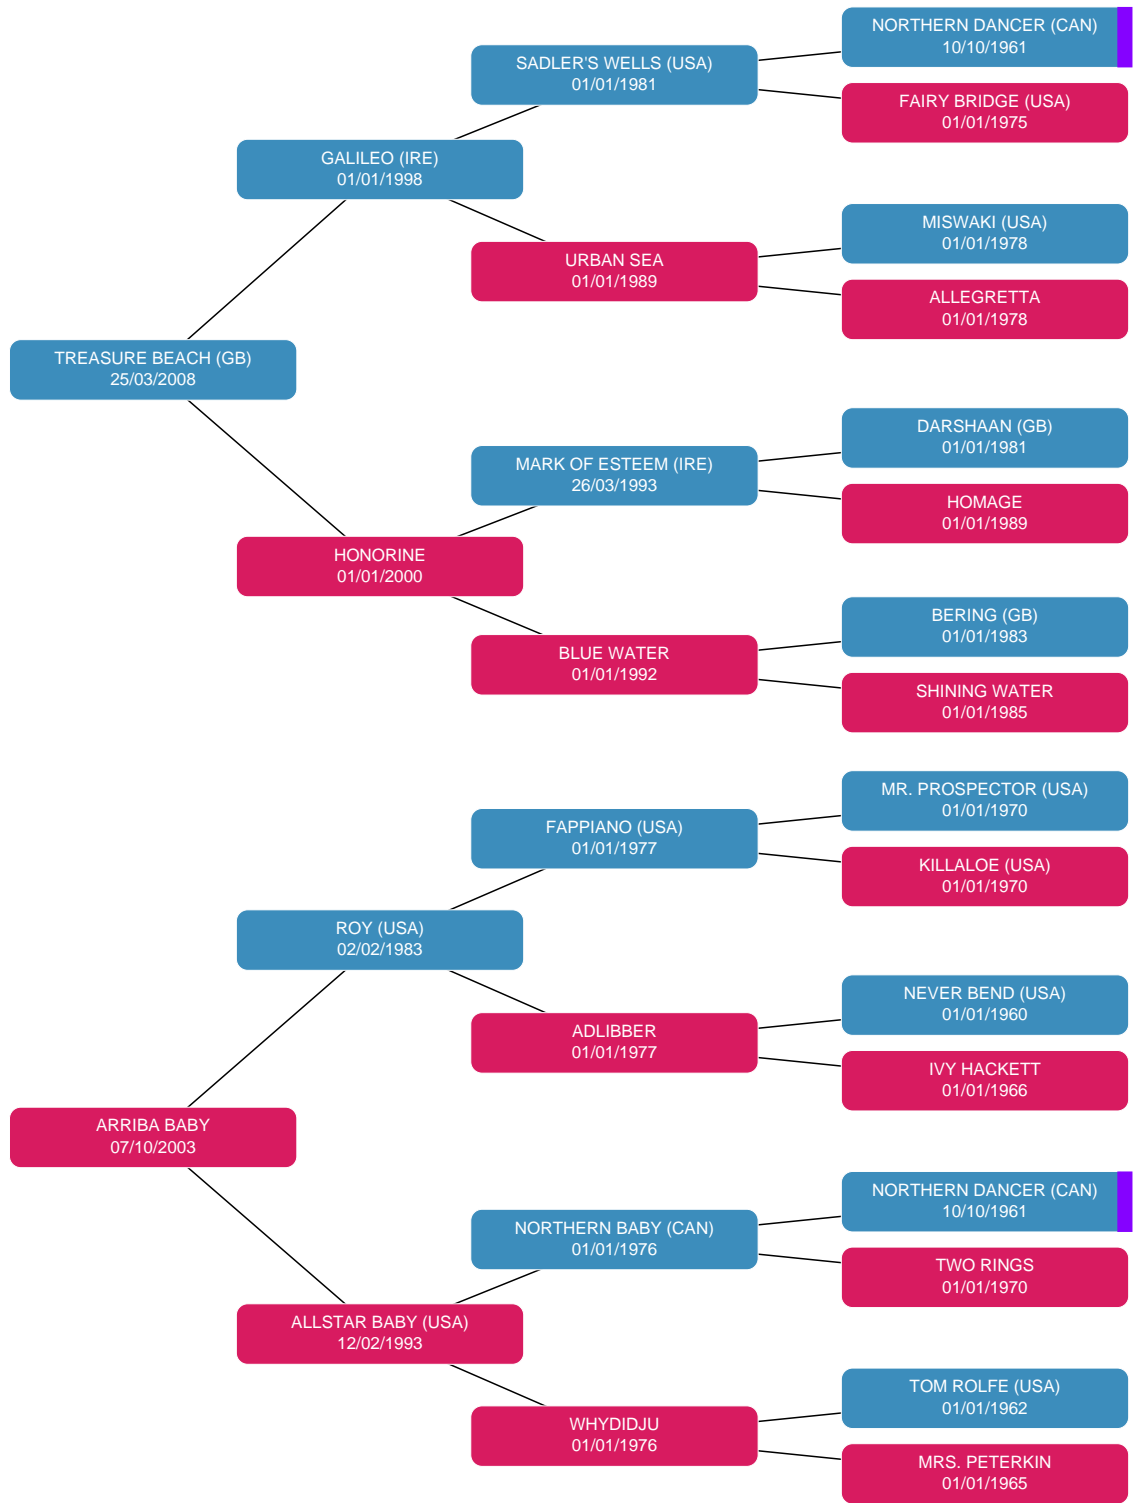 NORTHERN DANCER (CAN)
10/10/1961
SADLER'S WELLS (USA)
01/01/1981
FAIRY BRIDGE (USA)
01/01/1975
GALILEO (IRE)
01/01/1998
MISWAKI (USA)
01/01/1978
URBAN SEA
01/01/1989
ALLEGRETTA
01/01/1978
TREASURE BEACH (GB)
25/03/2008
DARSHAAN (GB)
01/01/1981
MARK OF ESTEEM (IRE)
26/03/1993
HOMAGE
01/01/1989
HONORINE
01/01/2000
BERING (GB)
01/01/1983
BLUE WATER
01/01/1992
SHINING WATER
01/01/1985
MR. PROSPECTOR (USA)
01/01/1970
FAPPIANO (USA)
01/01/1977
KILLALOE (USA)
01/01/1970
ROY (USA)
02/02/1983
NEVER BEND (USA)
01/01/1960
ADLIBBER
01/01/1977
IVY HACKETT
01/01/1966
ARRIBA BABY
07/10/2003
NORTHERN DANCER (CAN)
10/10/1961
NORTHERN BABY (CAN)
01/01/1976
TWO RINGS
01/01/1970
ALLSTAR BABY (USA)
12/02/1993
TOM ROLFE (USA)
01/01/1962
WHYDIDJU
01/01/1976
MRS. PETERKIN
01/01/1965